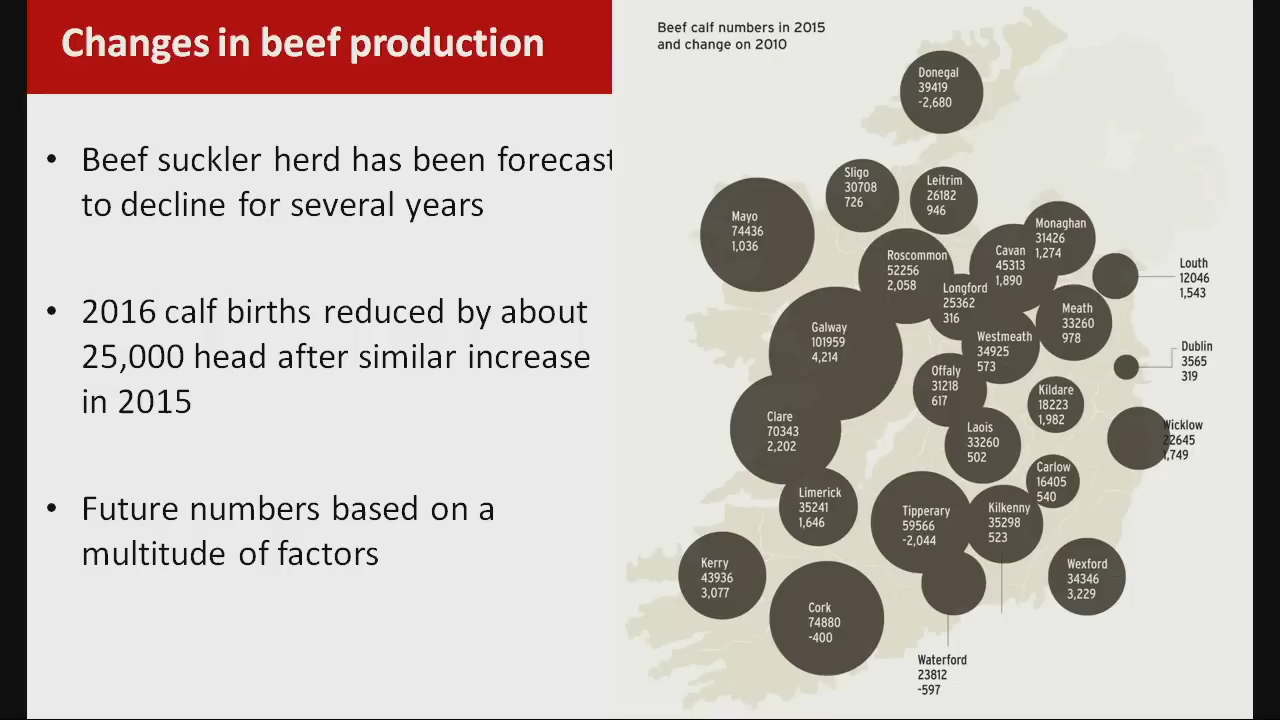 Changes in beef production
• Beef suckler herd has been forecast
to decline for several years
• 2016 calf births reduced by about
25,000 head after similar increase
in 2015
• Future numbers based on a
multitude of factors
Beef calf numbers in 2015
and change on 2010
Donegal
39419
-2,680
Sligo
30708
726
Leitrim
26182
946
Mayo
74436
1,036
Monaghan
31426
1,274
Roscommon
52256
2,058
Cavan
45313
1,890
Louth
12046
1,543
Longford
25362
316
Meath
33260
978
Galway
101959
4,214
Westmeath
34925
573
Dublin
3565
319
Offaly
31218
617
Kildare
18223
1,982
Clare
70343
2,202
Laois
33260
502
Wicklow
22645
1,749
Carlow
16405
540
Limerick
35241
1,646
Tipperary
59566
-2,044
Kilkenny
35298
523
Kerry
43936
3,077
Wexford
34346
3,229
Cork
74880
-400
Waterford
23812
-597